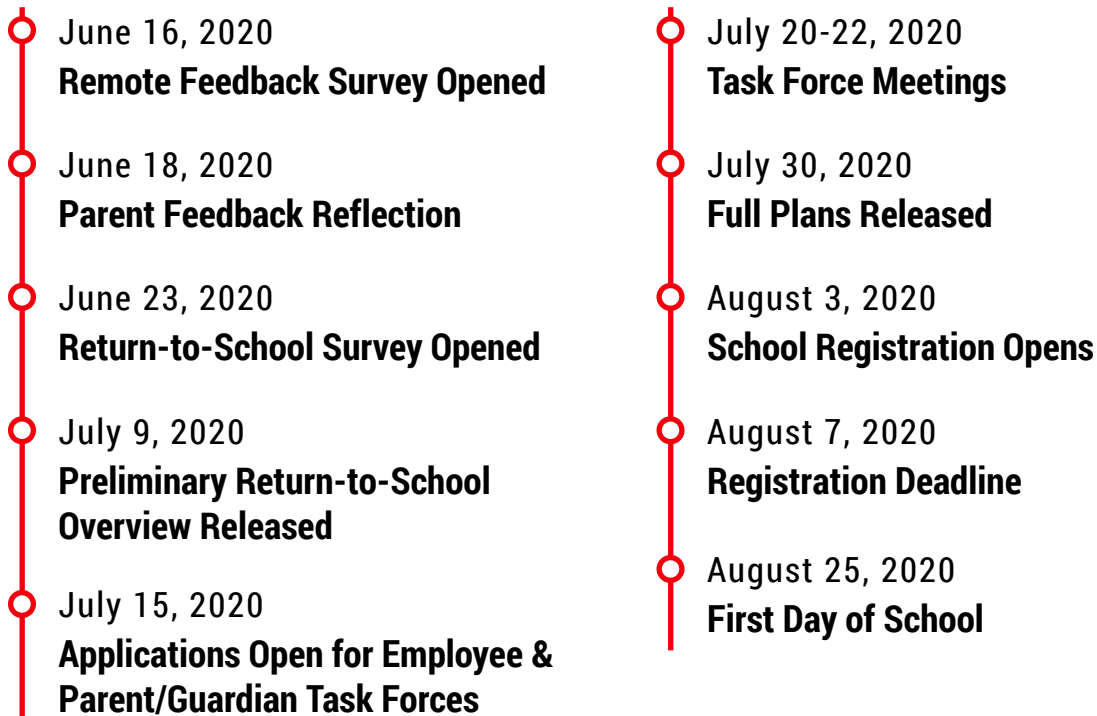 June 16, 2020
Remote Feedback Survey Opened
June 18, 2020
Parent Feedback Reflection
June 23, 2020
Return-to-School Survey Opened
July 9, 2020
Preliminary Return-to-School
Overview Released
July 15, 2020
Applications Open for Employee &
Parent/Guardian Task Forces
July 20-22, 2020
Task Force Meetings
July 30, 2020
Full Plans Released
August 3, 2020
School Registration Opens
August 7, 2020
Registration Deadline
August 25, 2020
First Day of School